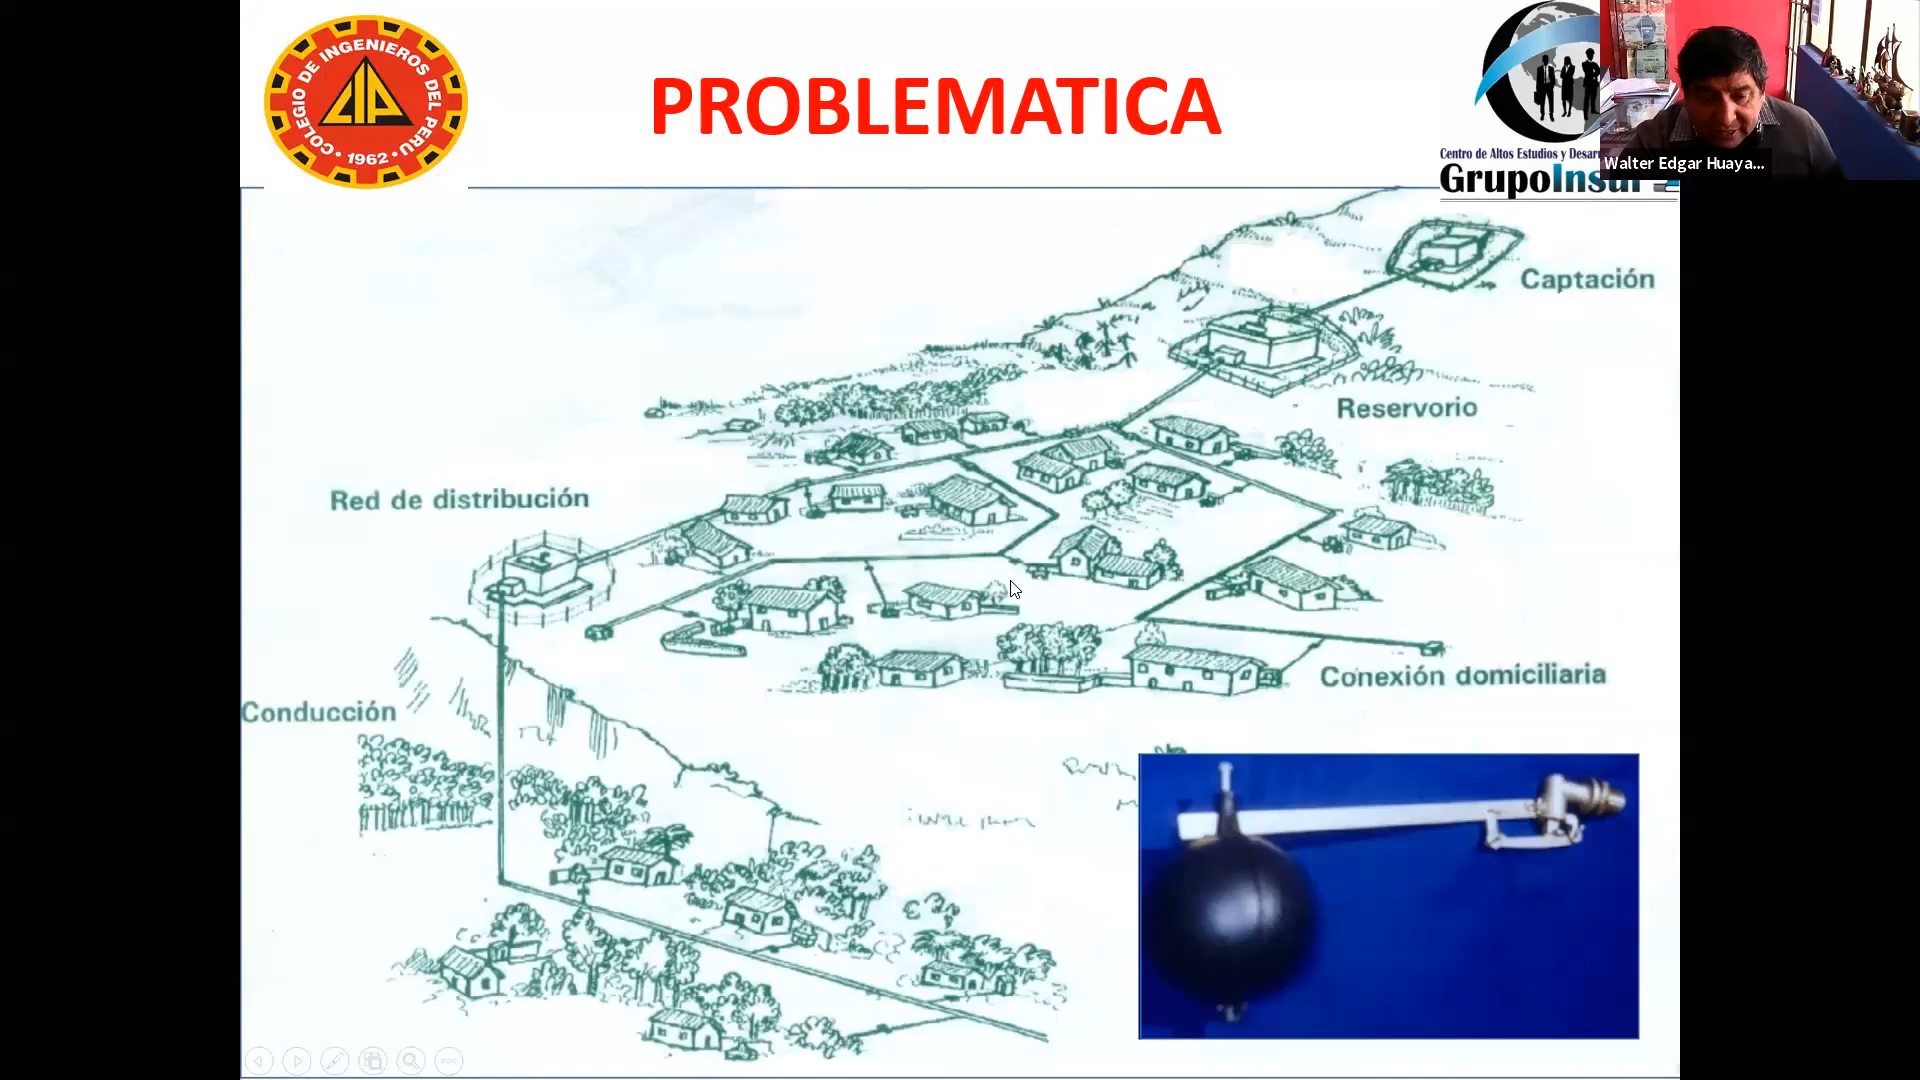 COLEGIO DE INGENIEROS DEL PERU
• 1962 •
PROBLEMATICA
Centro de Altos Estudios y Desarr
GrupoInsur
Walter Edgar Huaya...
Captación
Reservorio
Red de distribución
Conexión domiciliaria
Conducción